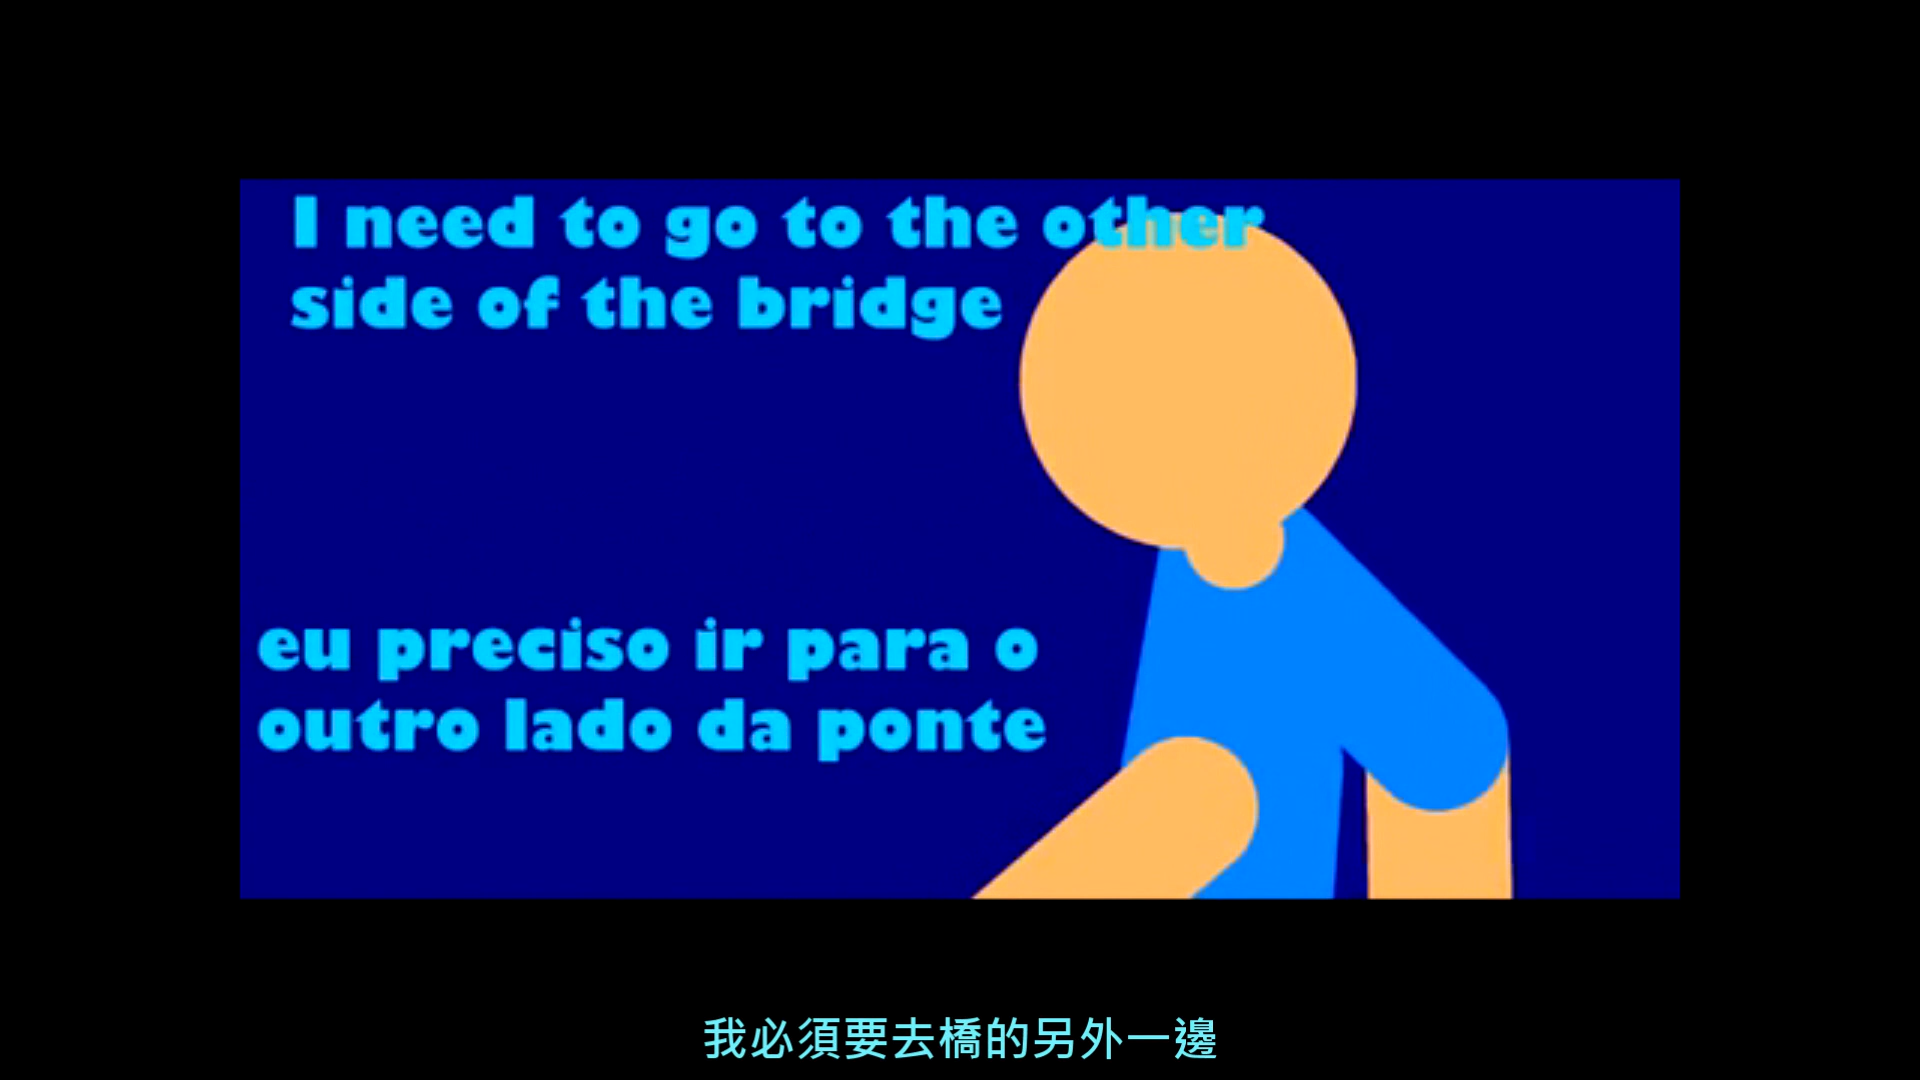 I need to go to the other
side of the bridge
eu preciso ir para o
outro lado da ponte
我必須要去橋的另外一邊